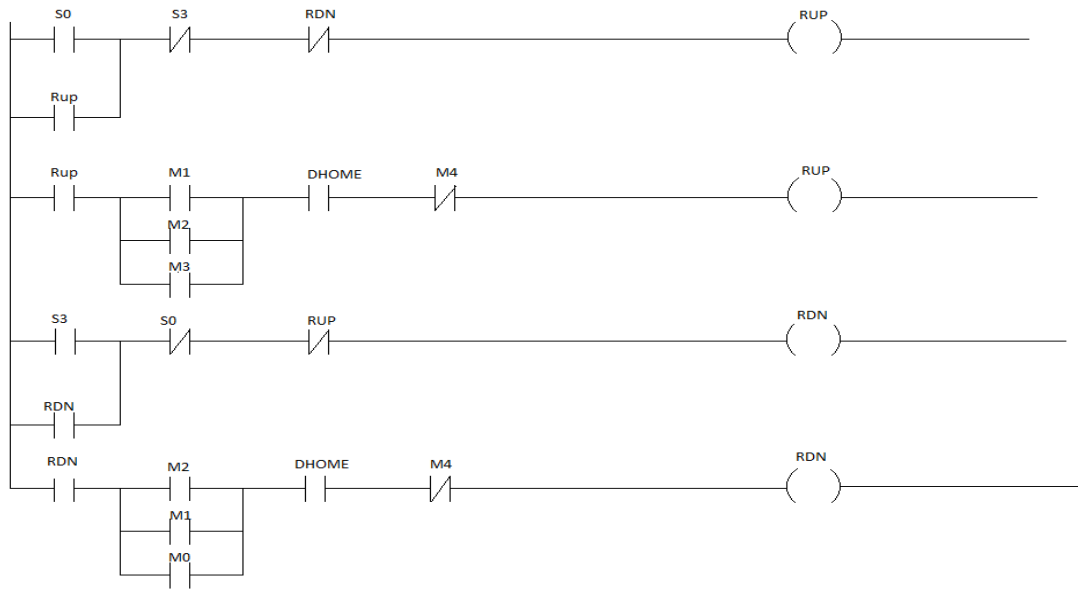 S0 S3 RDN RUP
Rup
Rup M1 DHOME M4 RUP
M2
M3
S3 S0 RUP RDN
RDN
RDN M2 DHOME M4 RDN
M1
M0